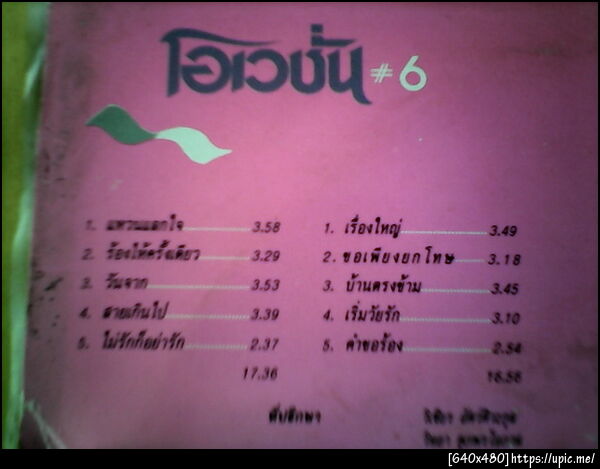 โอเวชั่น #6
1. แหวนแลกใจ 3.58
2. ร้องไห้ครั้งเดียว 3.29
3. วันจาก 3.53
4. สายเกินไป 3.39
5. ไม่รักก็อย่ารัก 2.37
17.36
1. เรื่องใหญ่ 3.49
2. ขอเพียงยกโทษ 3.18
3. บ้านตรงข้าม 3.45
4. เริ่มวัยรัก 3.10
5. คำขอร้อง 2.54
16.56
ที่ปรึกษา
[640x480]https://upic.me/